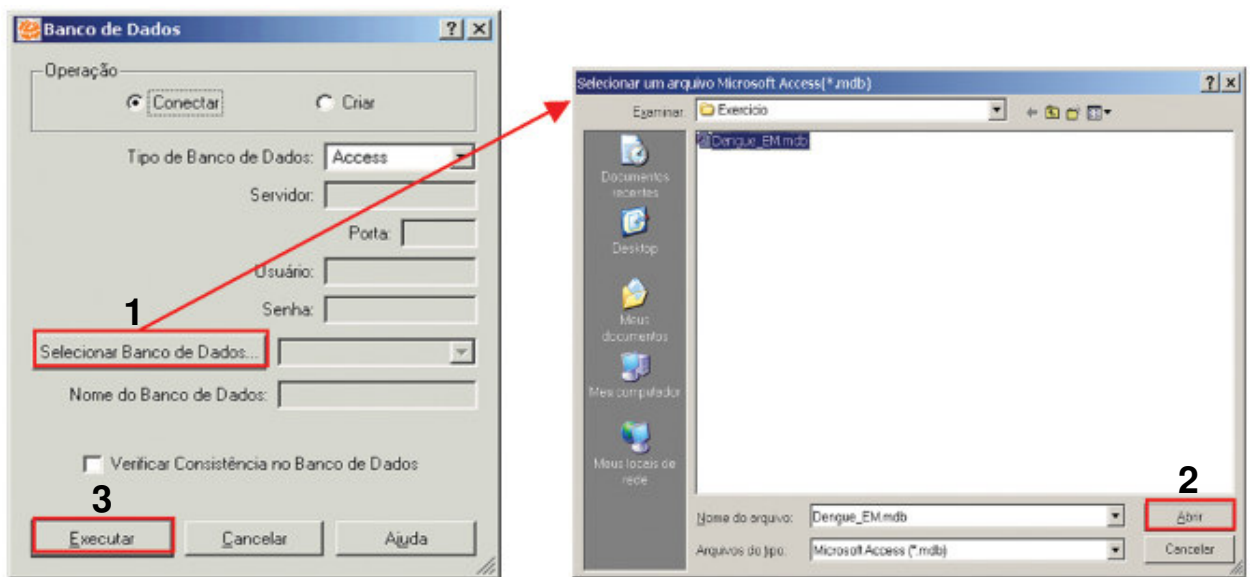 Banco de Dados
Operação
Conectar
Criar
Tipo de Banco de Dados: Access
Servidor:
Porta:
Usuário:
Senha:
1
Selecionar Banco de Dados...
Nome do Banco de Dados:
Verificar Consistência no Banco de Dados
3
Executar Cancelar Ajuda
Selecionar um arquivo Microsoft Access(*.mdb)
Examinar: Exercicio
Dengue_EM.mdb
Documentos
recentes
Desktop
Meus
documentos
Meu computador
Meus locais de
rede
2
Nome do arquivo: Dengue_EM.mdb Abrir
Arquivos do tipo: Microsoft Access (*.mdb) Cancelar